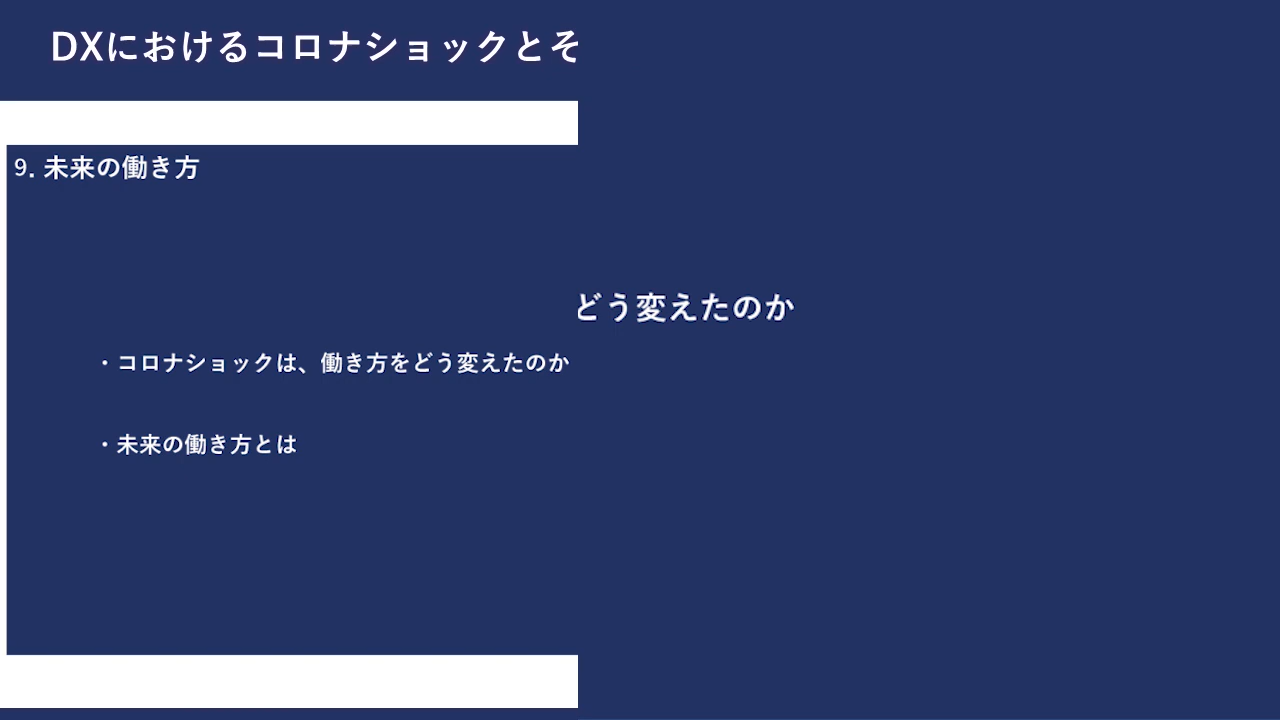 DXにおけるコロナショックとそ
9. 未来の働き方
どう変えたのか
・コロナショックは、働き方をどう変えたのか
・未来の働き方とは